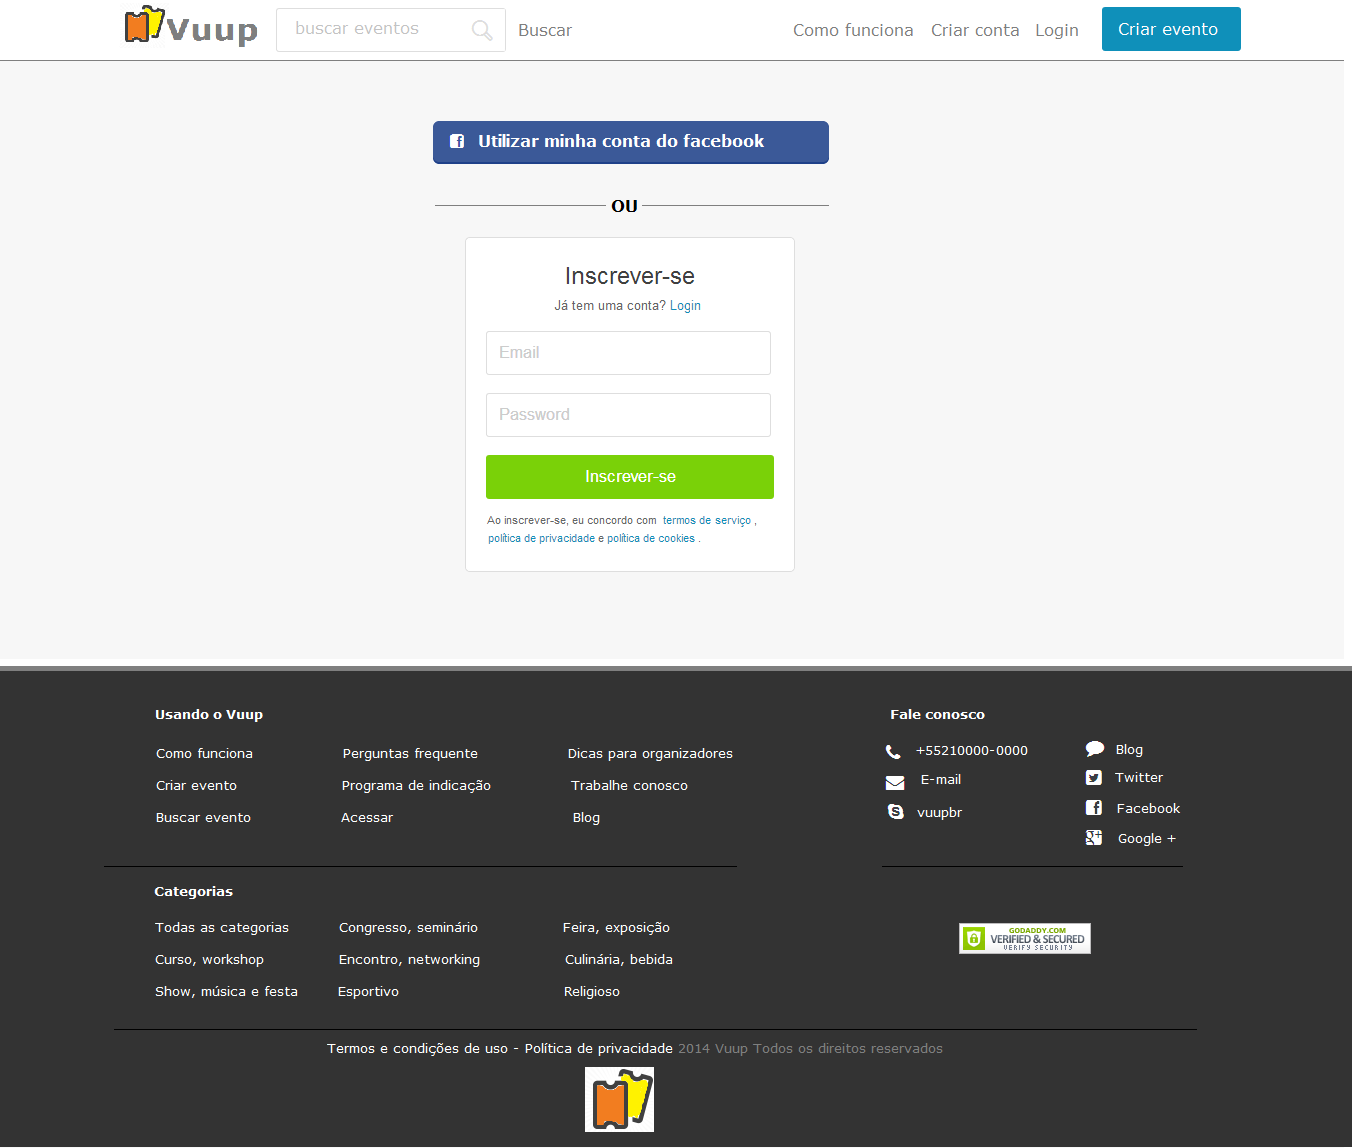 Vuup
buscar eventos
Buscar
Como funciona
Criar conta
Login
Criar evento
Utilizar minha conta do facebook
OU
Inscrever-se
Já tem uma conta? Login
Email
Password
Inscrever-se
Ao inscrever-se, eu concordo com termos de serviço ,
política de privacidade e política de cookies .
Usando o Vuup
Como funciona
Perguntas frequente
Dicas para organizadores
Criar evento
Programa de indicação
Trabalhe conosco
Buscar evento
Acessar
Blog
Fale conosco
+55210000-0000
E-mail
vuupbr
Blog
Twitter
Facebook
Google +
Categorias
Todas as categorias
Congresso, seminário
Feira, exposição
Curso, workshop
Encontro, networking
Culinária, bebida
Show, música e festa
Esportivo
Religioso
GODADDY.COM
VERIFIED & SECURED
VERIFY SECURITY
Termos e condições de uso - Política de privacidade 2014 Vuup Todos os direitos reservados